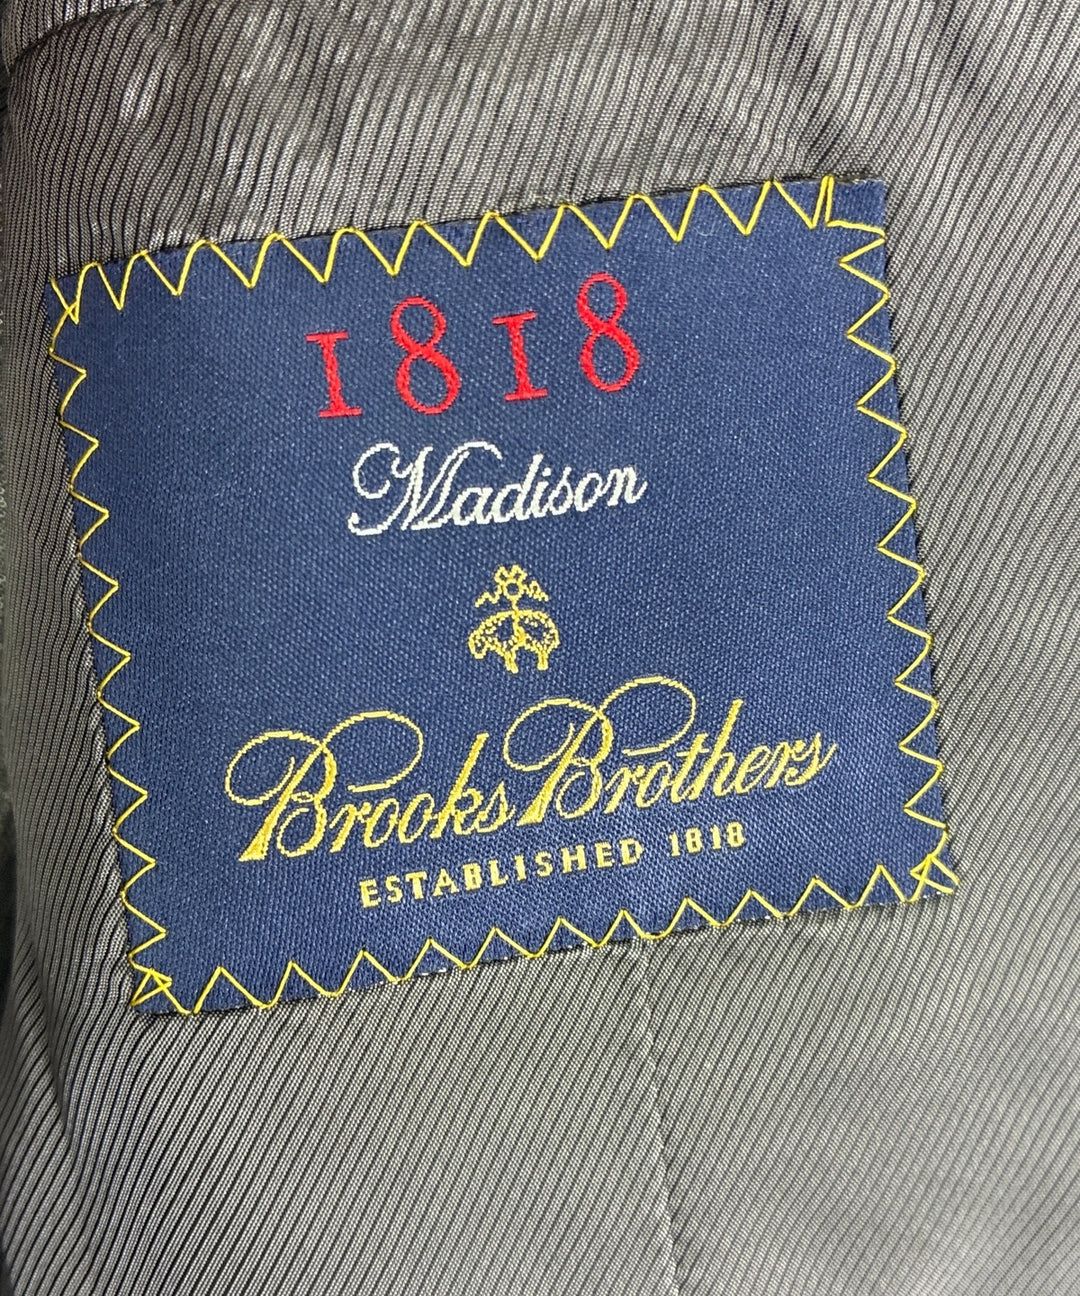 1818
Madison
Brooks Brothers
ESTABLISHED 1818